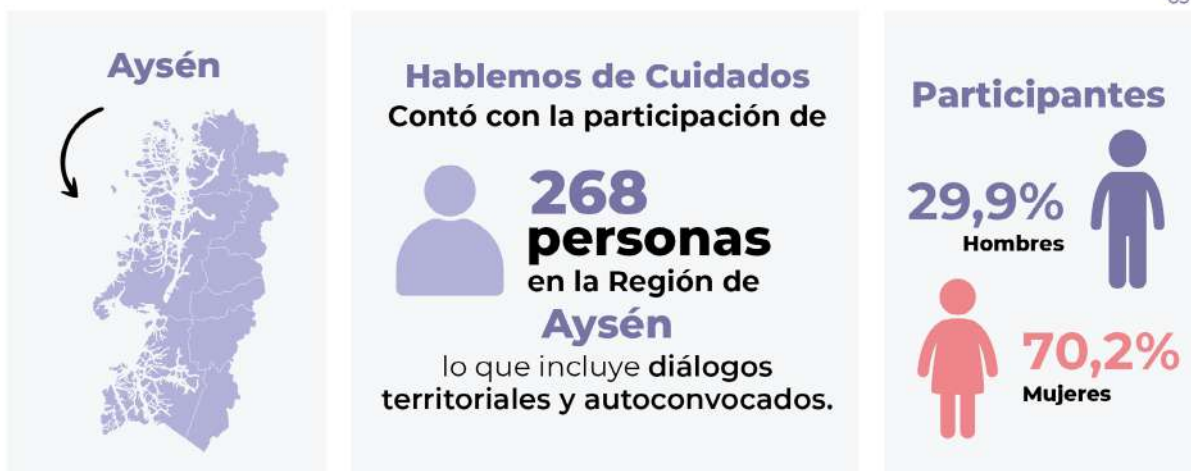 Aysén
Hablemos de Cuidados
Contó con la participación de
268
personas
en la Región de
Aysén
lo que incluye diálogos
territoriales y autoconvocados.
Participantes
29,9%
Hombres
70,2%
Mujeres